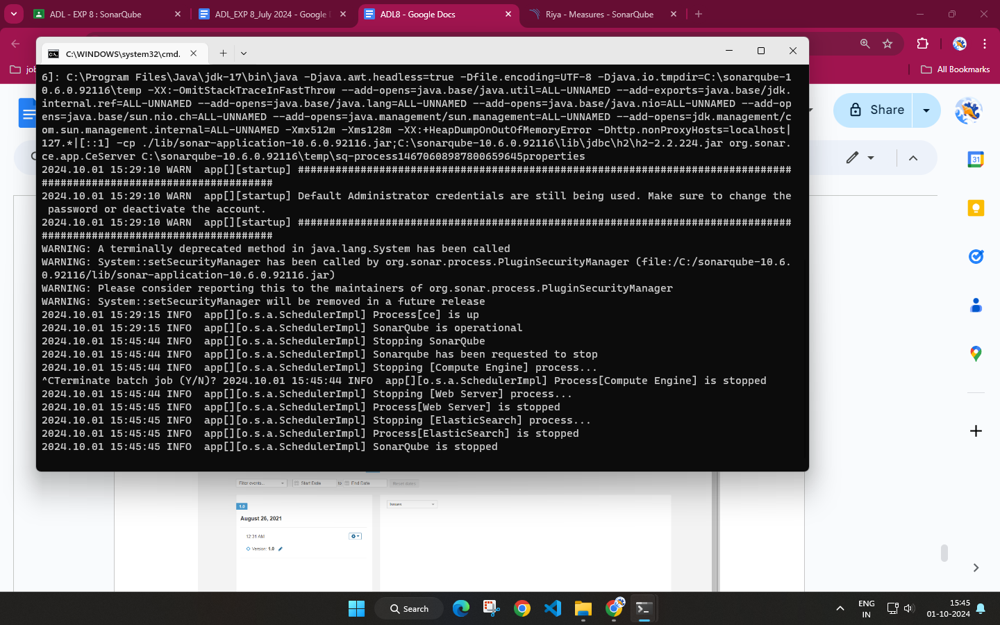 ADL - EXP 8 : SonarQube
ADL_EXP 8_July 2024 - Google D
ADL8 - Google Docs
Riya - Measures - SonarQube
C:\WINDOWS\system32\cmd.
job
All Bookmarks
6]: C:\Program Files\Java\jdk-17\bin\java -Djava.awt.headless=true -Dfile.encoding=UTF-8 -Djava.io.tmpdir=C:\sonarqube-1
0.6.0.92116\temp -XX:-OmitStackTraceInFastThrow --add-opens=java.base/java.util=ALL-UNNAMED --add-exports=java.base/jdk.
internal.ref=ALL-UNNAMED --add-opens=java.base/java.lang=ALL-UNNAMED --add-opens=java.base/java.nio=ALL-UNNAMED --add-op
ens=java.base/sun.nio.ch=ALL-UNNAMED --add-opens=java.management/sun.management=ALL-UNNAMED --add-opens=jdk.management/c
om.sun.management.internal=ALL-UNNAMED -Xmx512m -Xms128m -XX:+HeapDumpOnOutOfMemoryError -Dhttp.nonProxyHosts=localhost|
127.*|[::1] -cp ./lib/sonar-application-10.6.0.92116.jar;C:\sonarqube-10.6.0.92116\lib\jdbc\h2\h2-2.2.224.jar org.sonar.
ce.app.CeServer C:\sonarqube-10.6.0.92116\temp\sq-process14670608987800659645properties
2024.10.01 15:29:10 WARN  app[][startup] ###############################################################################
#####################################
2024.10.01 15:29:10 WARN  app[][startup] Default Administrator credentials are still being used. Make sure to change the
 password or deactivate the account.
2024.10.01 15:29:10 WARN  app[][startup] ###############################################################################
#####################################
WARNING: A terminally deprecated method in java.lang.System has been called
WARNING: System::setSecurityManager has been called by org.sonar.process.PluginSecurityManager (file:/C:/sonarqube-10.6.
0.92116/lib/sonar-application-10.6.0.92116.jar)
WARNING: Please consider reporting this to the maintainers of org.sonar.process.PluginSecurityManager
WARNING: System::setSecurityManager will be removed in a future release
2024.10.01 15:29:15 INFO  app[][o.s.a.SchedulerImpl] Process[ce] is up
2024.10.01 15:29:15 INFO  app[][o.s.a.SchedulerImpl] SonarQube is operational
2024.10.01 15:45:44 INFO  app[][o.s.a.SchedulerImpl] Stopping SonarQube
2024.10.01 15:45:44 INFO  app[][o.s.a.SchedulerImpl] Sonarqube has been requested to stop
2024.10.01 15:45:44 INFO  app[][o.s.a.SchedulerImpl] Stopping [Compute Engine] process...
^CTerminate batch job (Y/N)? 2024.10.01 15:45:44 INFO  app[][o.s.a.SchedulerImpl] Process[Compute Engine] is stopped
2024.10.01 15:45:44 INFO  app[][o.s.a.SchedulerImpl] Stopping [Web Server] process...
2024.10.01 15:45:45 INFO  app[][o.s.a.SchedulerImpl] Process[Web Server] is stopped
2024.10.01 15:45:45 INFO  app[][o.s.a.SchedulerImpl] Stopping [ElasticSearch] process...
2024.10.01 15:45:45 INFO  app[][o.s.a.SchedulerImpl] Process[ElasticSearch] is stopped
2024.10.01 15:45:45 INFO  app[][o.s.a.SchedulerImpl] SonarQube is stopped
Share
31
Filter events...
Start Date
to
End Date
Reset dates
1.0
Issues
August 26, 2021
12:31 AM
Version: 1.0
Search
ENG
IN
15:45
01-10-2024